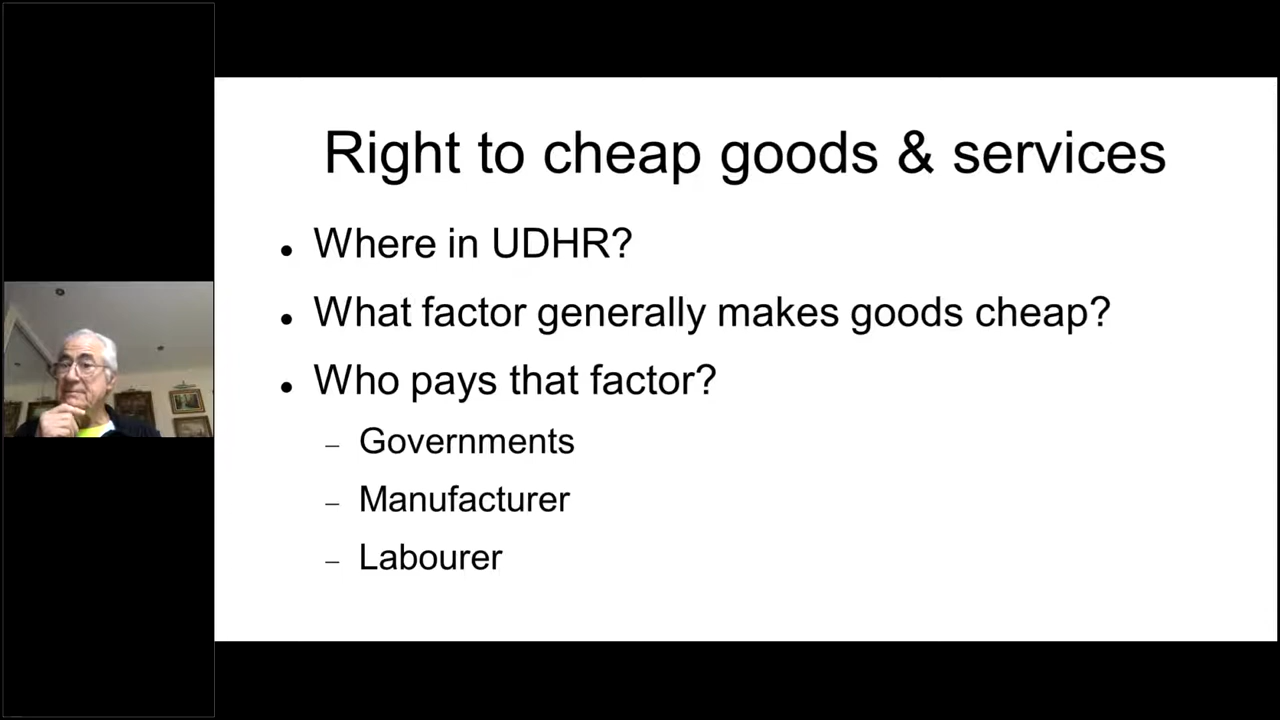 Right to cheap goods & services
● Where in UDHR?
● What factor generally makes goods cheap?
● Who pays that factor?
– Governments
– Manufacturer
– Labourer